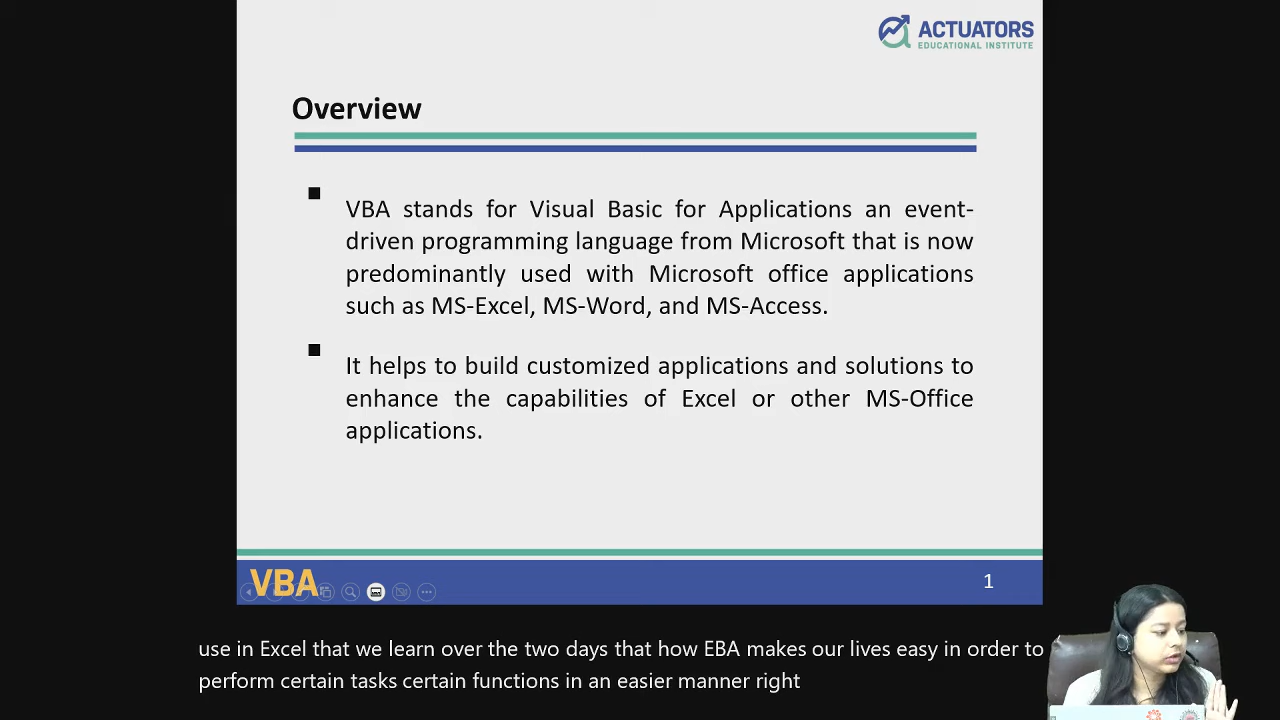 ACTUATORS
EDUCATIONAL INSTITUTE
Overview
VBA stands for Visual Basic for Applications an event-
driven programming language from Microsoft that is now
predominantly used with Microsoft office applications
such as MS-Excel, MS-Word, and MS-Access.
It helps to build customized applications and solutions to
enhance the capabilities of Excel or other MS-Office
applications.
VBA
1
use in Excel that we learn over the two days that how EBA makes our lives easy in order to
perform certain tasks certain functions in an easier manner right